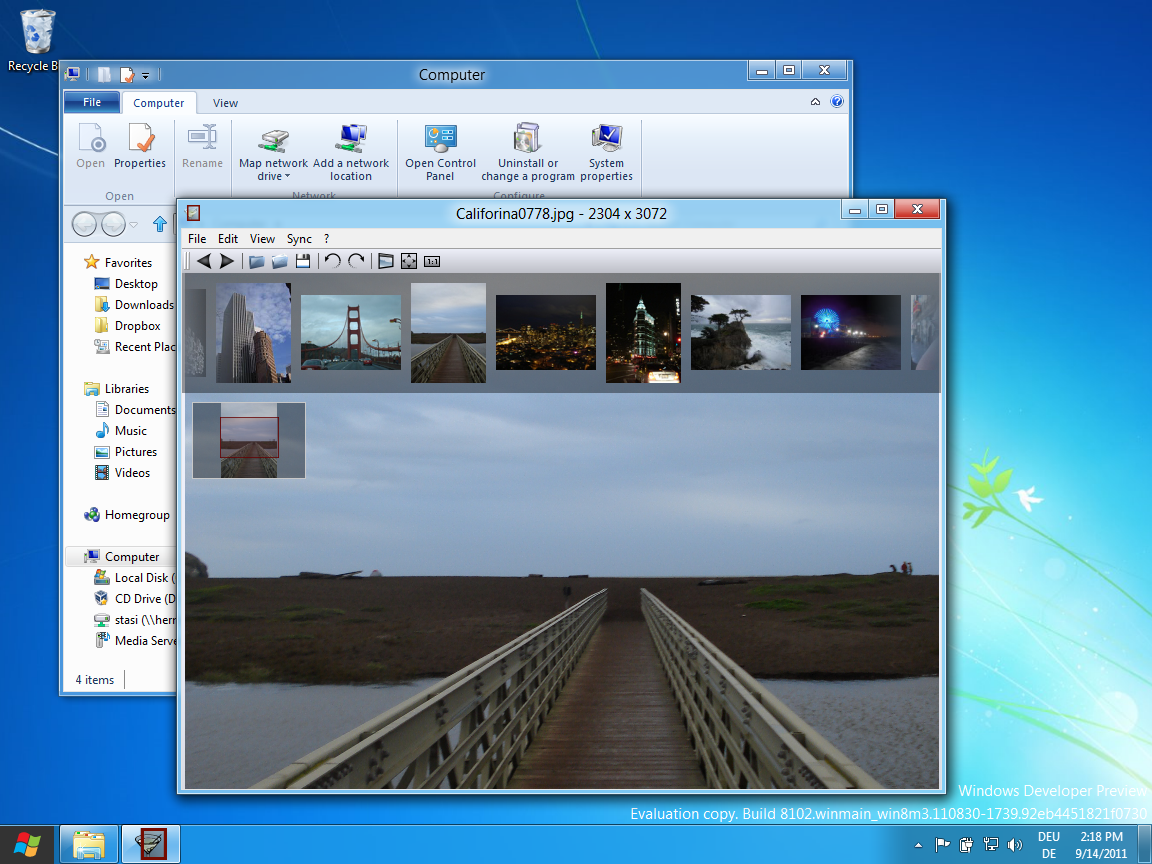 Recycle B
Computer
File
Computer
View
Open
Properties
Rename
Map network drive
Add a network location
Open Control Panel
Uninstall or change a program
System properties
Open
Network
Configure
Califorina0778.jpg - 2304 x 3072
File Edit View Sync ?
1:1
Favorites
Desktop
Downloads
Dropbox
Recent Plac
Libraries
Documents
Music
Pictures
Videos
Homegroup
Computer
Local Disk (
CD Drive (D
stasi (\\herr
Media Serve
4 items
Windows Developer Preview
Evaluation copy. Build 8102.winmain_win8m3.110830-1739.92eb4451821f0730
DEU
DE
2:18 PM
9/14/2011